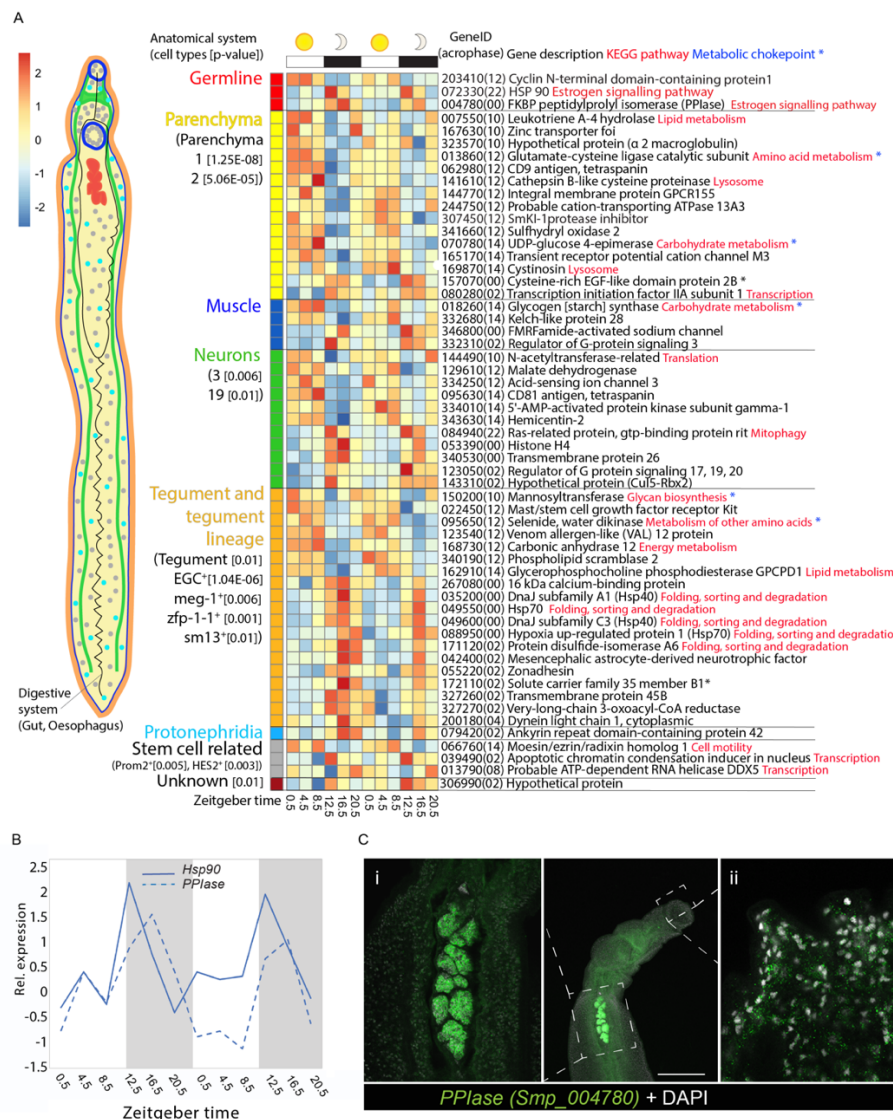 A
Anatomical system
(cell types [p-value])
GeneID
(acrophase) Gene description KEGG pathway Metabolic chokepoint *
2
1
0
-1
-2
Germline
203410(12) Cyclin N-terminal domain-containing protein1
072330(22) HSP 90 Estrogen signalling pathway
004780(00) FKBP peptidylprolyl isomerase (PPIase) Estrogen signalling pathway
Parenchyma
(Parenchyma
1 [1.25E-08]
2 [5.06E-05])
007550(10) Leukotriene A-4 hydrolase Lipid metabolism
167630(10) Zinc transporter foi
323570(10) Hypothetical protein (α 2 macroglobulin)
013860(12) Glutamate-cysteine ligase catalytic subunit Amino acid metabolism *
062980(12) CD9 antigen, tetraspanin
141610(12) Cathepsin B-like cysteine proteinase Lysosome
144770(12) Integral membrane protein GPCR155
244750(12) Probable cation-transporting ATPase 13A3
307450(12) SmKI-1protease inhibitor
341660(12) Sulfhydryl oxidase 2
070780(14) UDP-glucose 4-epimerase Carbohydrate metabolism *
165170(14) Transient receptor potential cation channel M3
169870(14) Cystinosin Lysosome
157070(00) Cysteine-rich EGF-like domain protein 2B *
080280(02) Transcription initiation factor IIA subunit 1 Transcription
Muscle
018260(14) Glycogen [starch] synthase Carbohydrate metabolism *
332680(14) Kelch-like protein 28
346800(00) FMRFamide-activated sodium channel
332310(02) Regulator of G-protein signaling 3
Neurons
(3 [0.006]
19 [0.01])
144490(10) N-acetyltransferase-related Translation
129610(12) Malate dehydrogenase
334250(12) Acid-sensing ion channel 3
095630(14) CD81 antigen, tetraspanin
334010(14) 5'-AMP-activated protein kinase subunit gamma-1
343630(14) Hemicentin-2
084940(22) Ras-related protein, gtp-binding protein rit Mitophagy
053390(00) Histone H4
340530(00) Transmembrane protein 26
123050(02) Regulator of G protein signaling 17, 19, 20
143310(02) Hypothetical protein (Cul5-Rbx2)
Tegument and
tegument
lineage
(Tegument [0.01]
EGC+[1.04E-06]
meg-1+[0.006]
zfp-1-1+ [0.001]
sm13+[0.01])
150200(10) Mannosyltransferase Glycan biosynthesis *
022450(12) Mast/stem cell growth factor receptor Kit
095650(12) Selenide, water dikinase Metabolism of other amino acids *
123540(12) Venom allergen-like (VAL) 12 protein
168730(12) Carbonic anhydrase 12 Energy metabolism
340190(12) Phospholipid scramblase 2
162910(14) Glycerophosphocholine phosphodiesterase GPCPD1 Lipid metabolism
267080(00) 16 kDa calcium-binding protein
035200(00) DnaJ subfamily A1 (Hsp40) Folding, sorting and degradation
049550(00) Hsp70 Folding, sorting and degradation
049600(00) DnaJ subfamily C3 (Hsp40) Folding, sorting and degradation
088950(00) Hypoxia up-regulated protein 1 (Hsp70) Folding, sorting and degradatio
171120(02) Protein disulfide-isomerase A6 Folding, sorting and degradation
042400(02) Mesencephalic astrocyte-derived neurotrophic factor
055220(02) Zonadhesin
172110(02) Solute carrier family 35 member B1*
327260(02) Transmembrane protein 45B
327270(02) Very-long-chain 3-oxoacyl-CoA reductase
200180(04) Dynein light chain 1, cytoplasmic
Digestive
system
(Gut, Oesophagus)
Protonephridia
079420(02) Ankyrin repeat domain-containing protein 42
Stem cell related
(Prom2+[0.005], HES2+ [0.003])
066760(14) Moesin/ezrin/radixin homolog 1 Cell motility
039490(02) Apoptotic chromatin condensation inducer in nucleus Transcription
013790(08) Probable ATP-dependent RNA helicase DDX5 Transcription
Unknown [0.01]
306990(02) Hypothetical protein
Zeitgeber time
0.5 4.5 8.5 12.5 16.5 20.5 0.5 4.5 8.5 12.5 16.5 20.5
B
Rel. expression
2.5
2
1.5
1
0.5
0
-0.5
-1
-1.5
Hsp90
PPIase
0.5 4.5 8.5 12.5 16.5 20.5 0.5 4.5 8.5 12.5 16.5 20.5
Zeitgeber time
C
i
ii
PPIase (Smp_004780) + DAPI